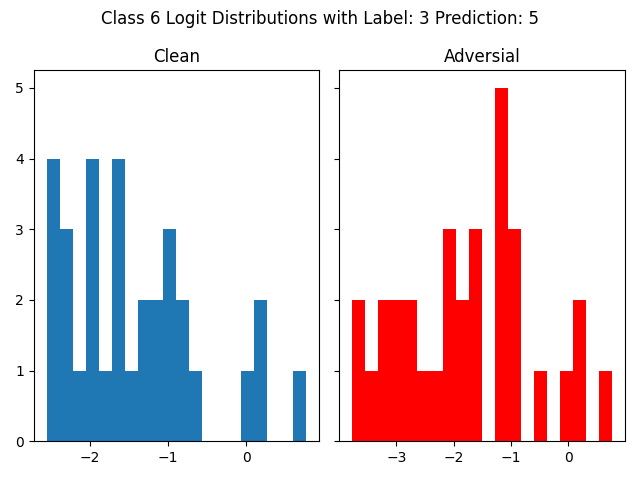 Class 6 Logit Distributions with Label: 3 Prediction: 5
Clean
Adversial
5
4
3
2
1
0
−2 −1 0
−3 −2 −1 0